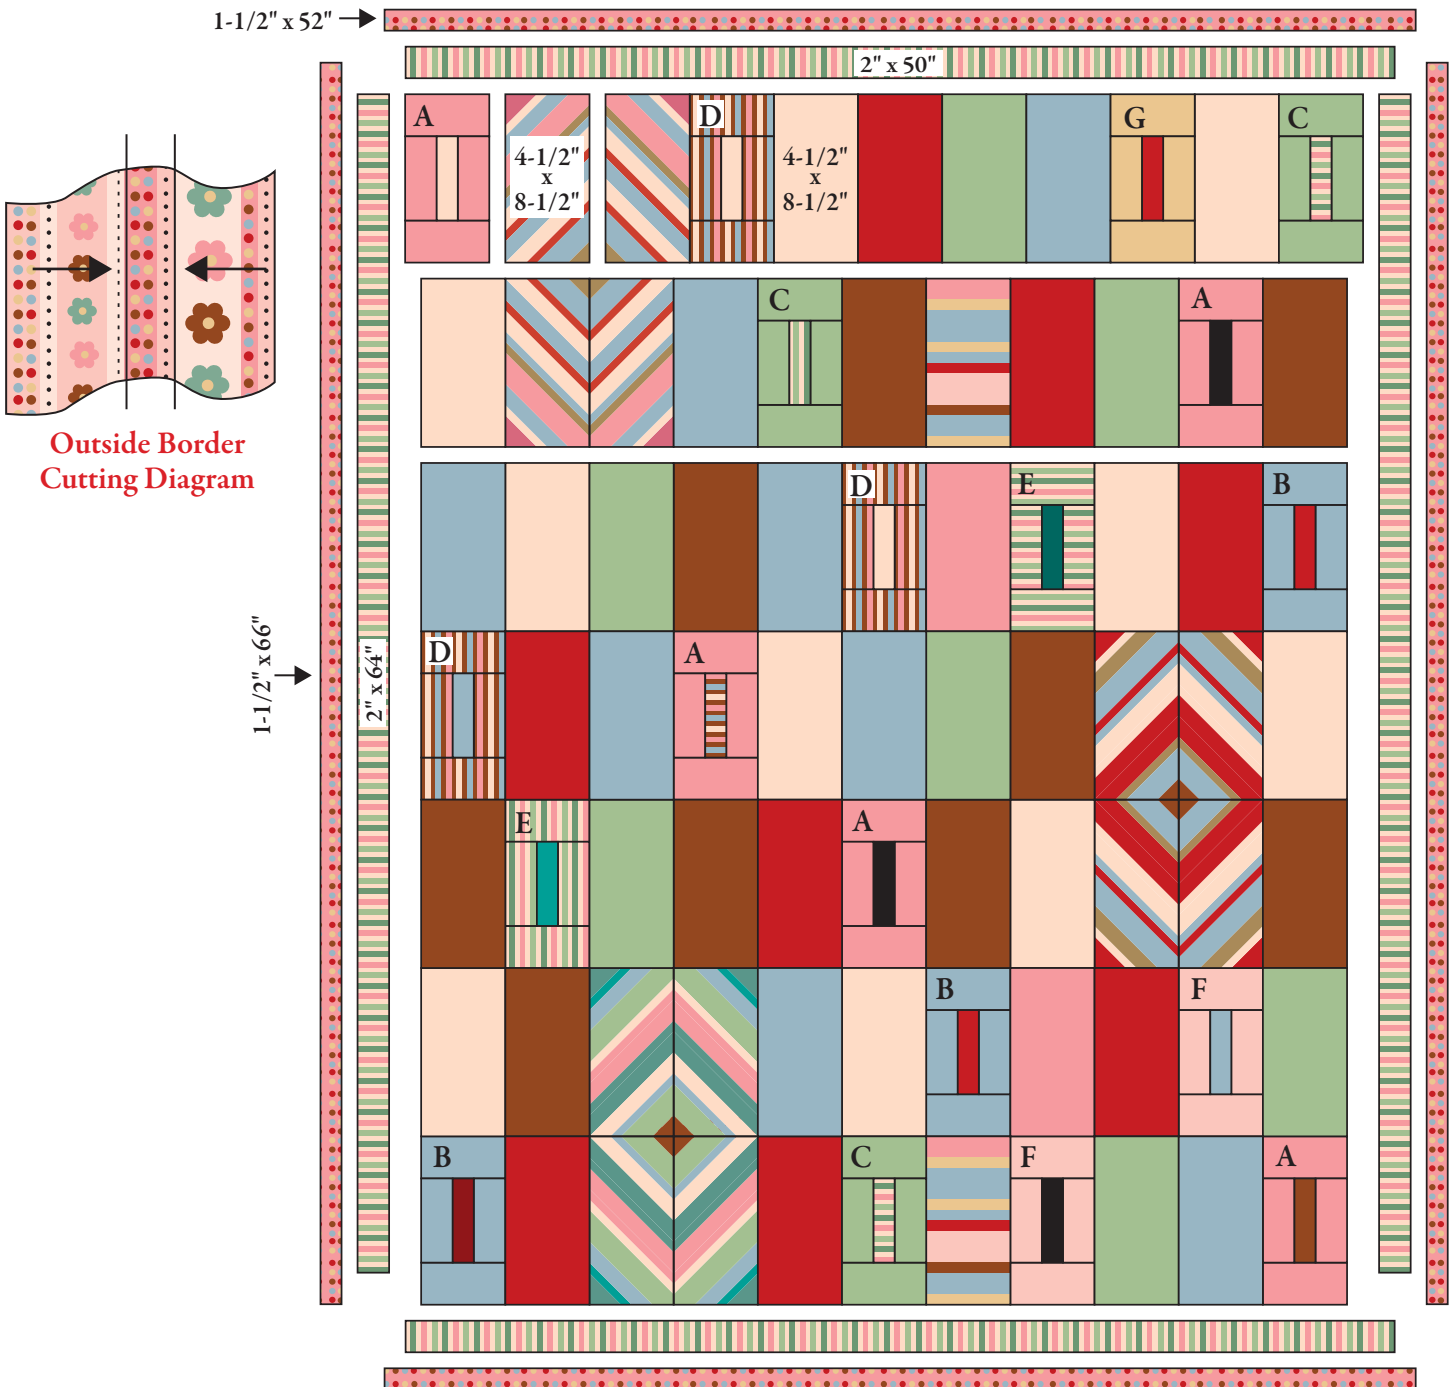 1-1/2" x 52"
2" x 50"
A
4-1/2"
x
8-1/2"
D
4-1/2"
x
8-1/2"
G
C
Outside Border
Cutting Diagram
C
A
D
E
B
1-1/2" x 66"
2" x 64"
D
A
E
A
B
F
B
C
F
A